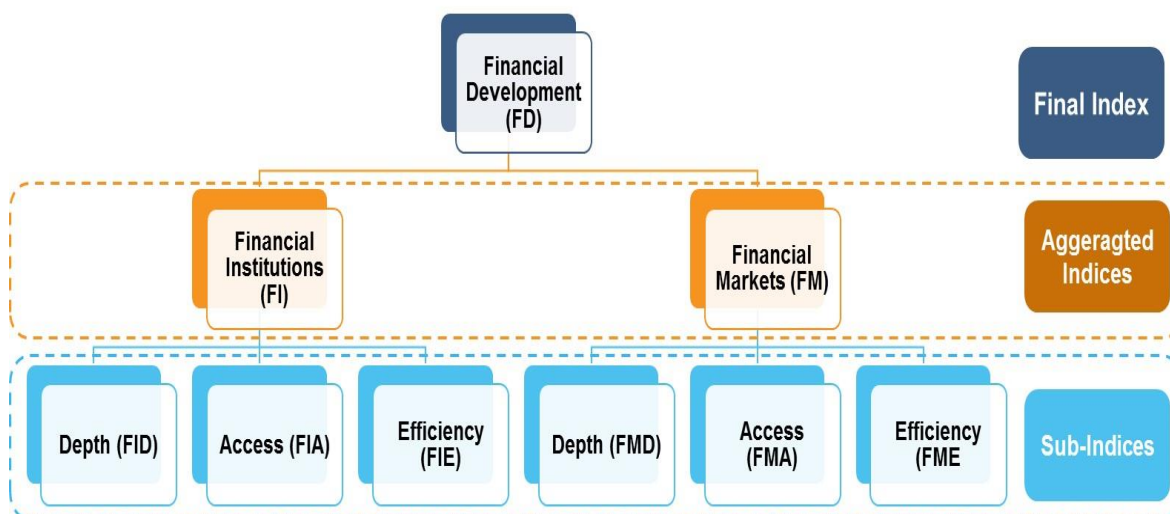 Financial
Development
(FD)
Final Index
Financial
Institutions
(FI)
Financial
Markets (FM)
Aggeragted
Indices
Depth (FID)
Access (FIA)
Efficiency
(FIE)
Depth (FMD)
Access
(FMA)
Efficiency
(FME
Sub-Indices